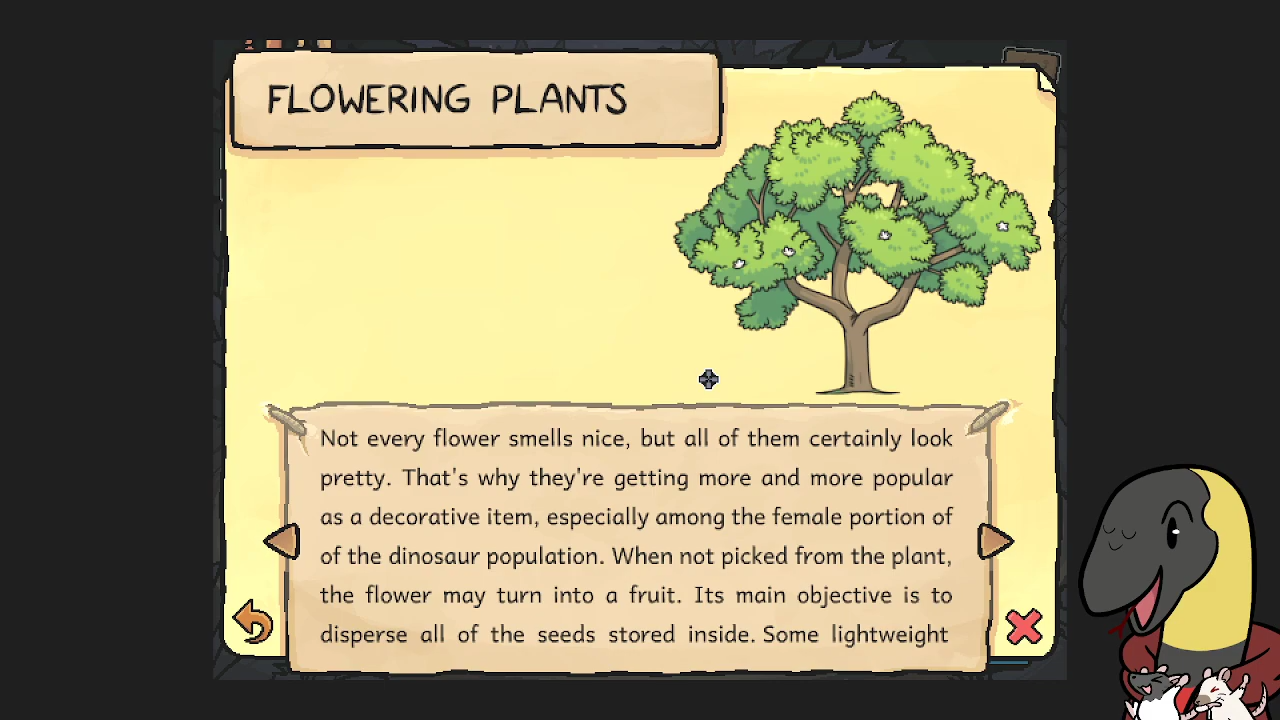 FLOWERING PLANTS
Not every flower smells nice, but all of them certainly look
pretty. That's why they're getting more and more popular
as a decorative item, especially among the female portion of
of the dinosaur population. When not picked from the plant,
the flower may turn into a fruit. Its main objective is to
disperse all of the seeds stored inside. Some lightweight